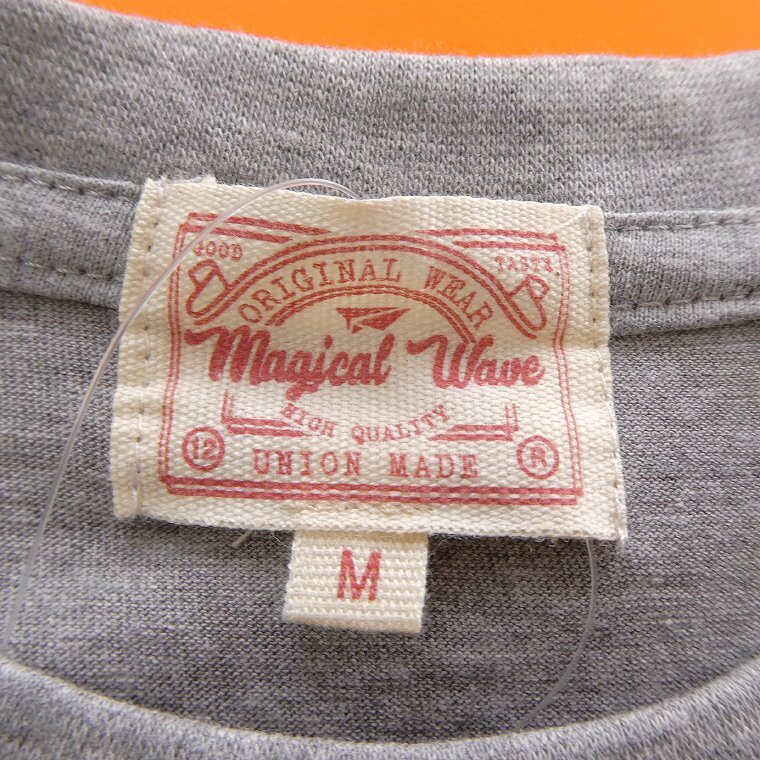 GOOD TASTE
ORIGINAL WEAR
Magical Wave
HIGH QUALITY
12 UNION MADE R
M